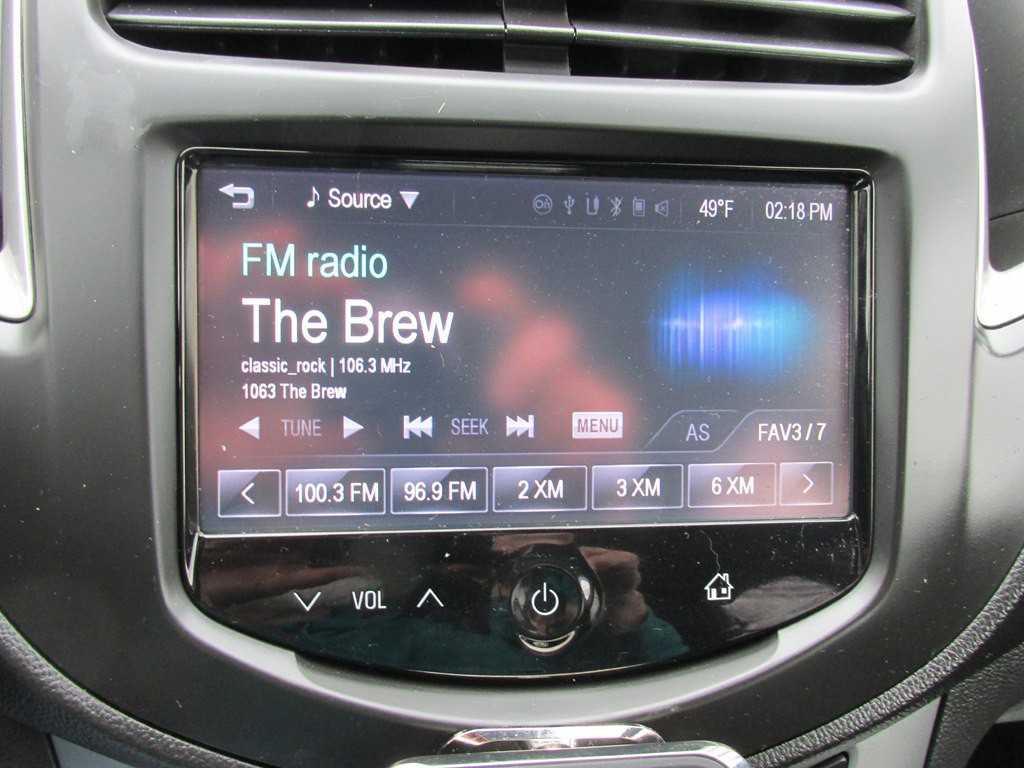 Source 49°F 02:18 PM
FM radio
The Brew
classic_rock | 106.3 MHz
1063 The Brew
TUNE SEEK MENU AS FAV3 / 7
100.3 FM 96.9 FM 2 XM 3 XM 6 XM
VOL